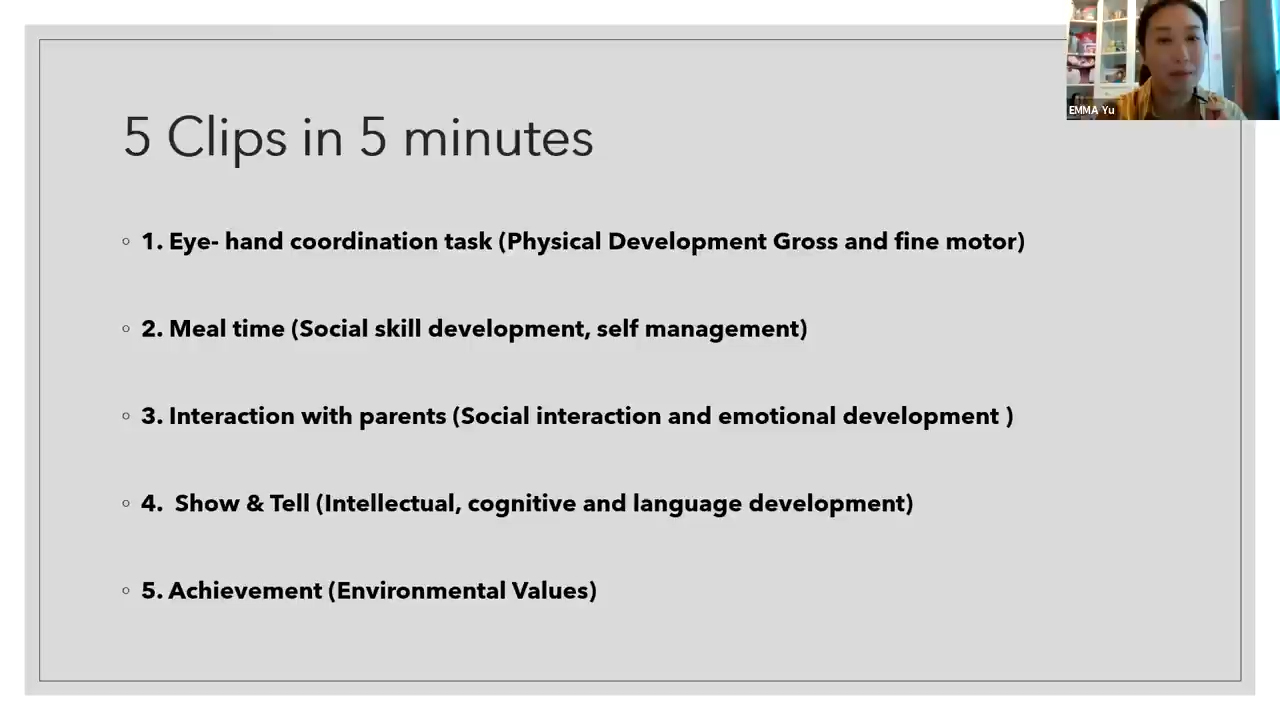 EMMA Yu
5 Clips in 5 minutes
1. Eye- hand coordination task (Physical Development Gross and fine motor)
2. Meal time (Social skill development, self management)
3. Interaction with parents (Social interaction and emotional development )
4.  Show & Tell (Intellectual, cognitive and language development)
5. Achievement (Environmental Values)